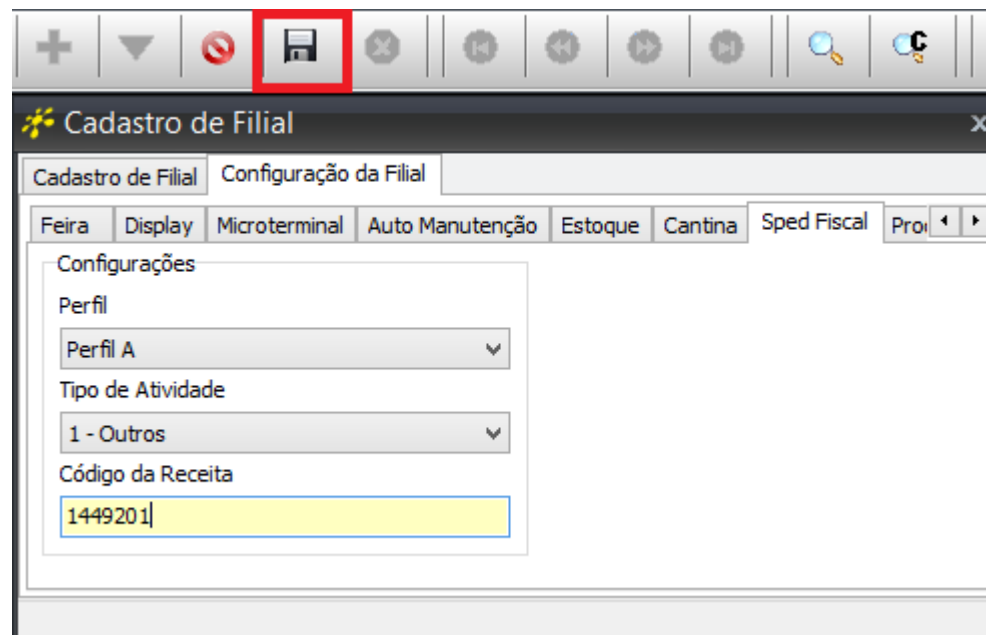 C
Cadastro de Filial
x
Cadastro de Filial Configuração da Filial
Feira Display Microterminal Auto Manutenção Estoque Cantina Sped Fiscal
Configurações
Perfil
Perfil A
Tipo de Atividade
1 - Outros
Código da Receita
1449201